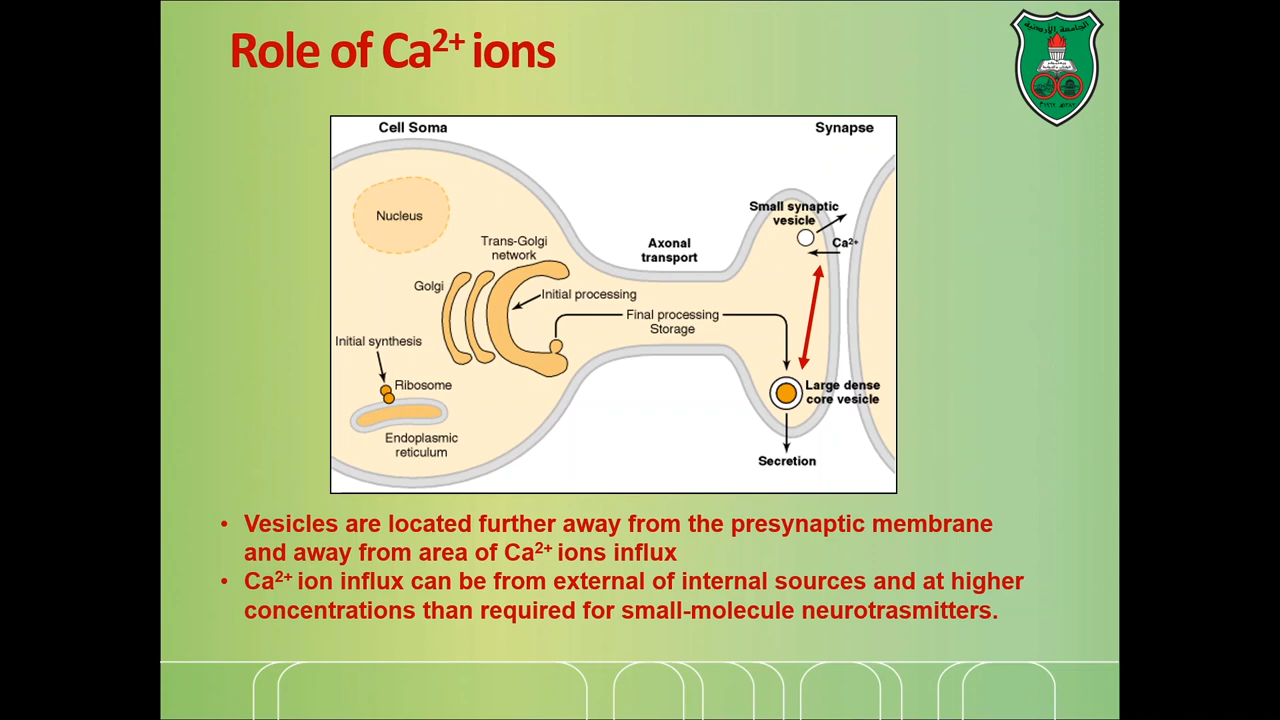 Role of Ca2+ ions
الجامعة الأردنية
Cell Soma
Synapse
Nucleus
Small synaptic
vesicle
Ca2+
Trans-Golgi
network
Axonal
transport
Golgi
Initial processing
Final processing
Storage
Initial synthesis
Ribosome
Large dense
core vesicle
Endoplasmic
reticulum
Secretion
• Vesicles are located further away from the presynaptic membrane
and away from area of Ca2+ ions influx
• Ca2+ ion influx can be from external of internal sources and at higher
concentrations than required for small-molecule neurotrasmitters.